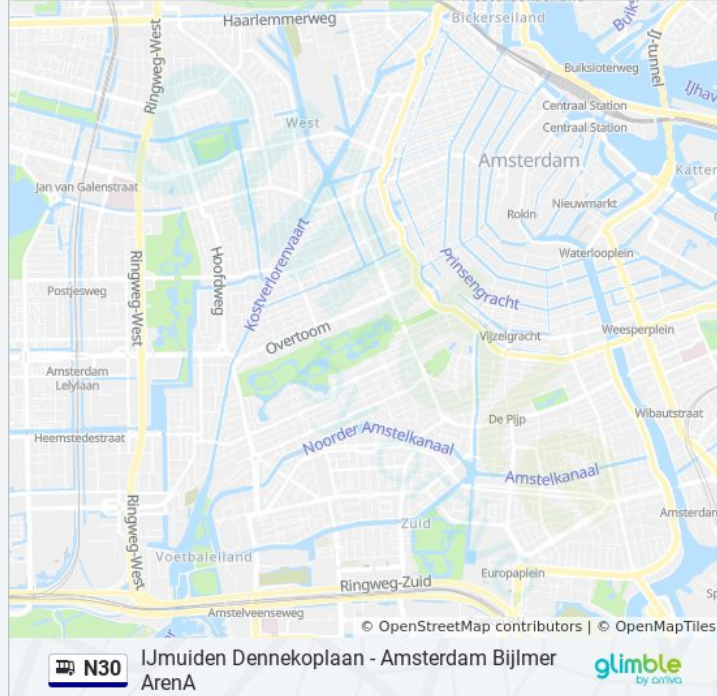 Haarlemmerweg
Bickerseiland
Ringweg-West
IJ-tunnel
Buiksloterweg
Centraal Station
Centraal Station
West
Amsterdam
Jan van Galenstraat
Nieuwmarkt
Rokin
Kostverlorenvaart
Hoofdweg
Waterlooplein
Prinsengracht
Postjesweg
Ringweg-West
Overtoom
Vijzelgracht
Weesperplein
Amsterdam
Lelylaan
De Pijp
Wibautstraat
Heemstedestraat
Noorder Amstelkanaal
Amstelkanaal
Ringweg-West
Amsterdam
Zuid
Voetbaleiland
Europaplein
Ringweg-Zuid
Amstelveenseweg
© OpenStreetMap contributors | © OpenMapTiles
N30
IJmuiden Dennekoplaan - Amsterdam Bijlmer
ArenA
glimble
by arriva